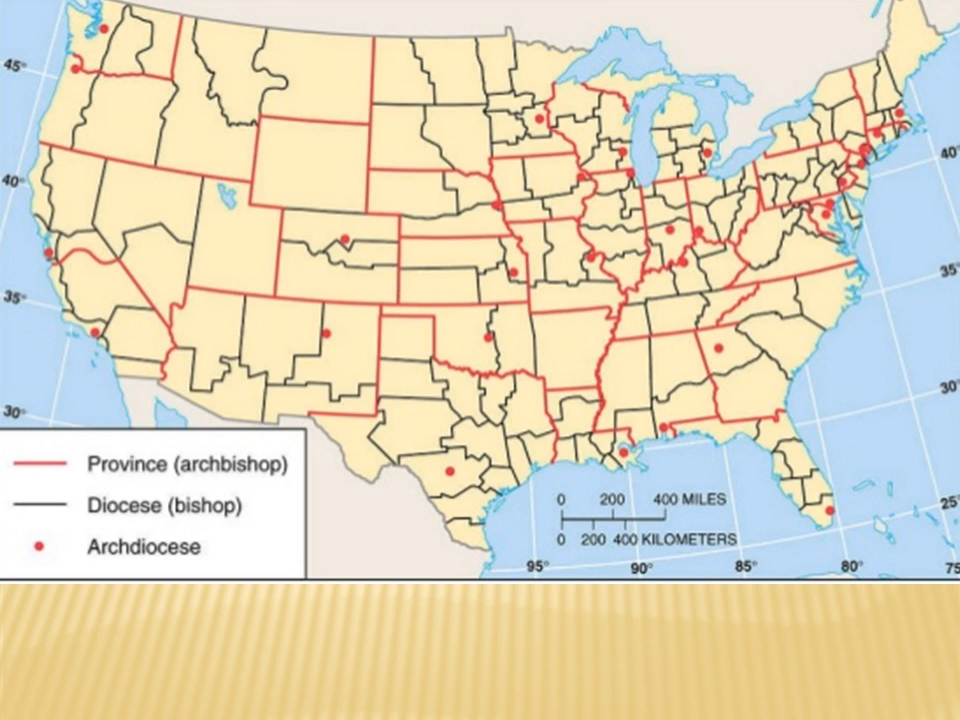 45°
40°
35°
30°
40°
35°
30°
25°
Province (archbishop)
Diocese (bishop)
Archdiocese
0 200 400 MILES
0 200 400 KILOMETERS
95° 90° 85° 80° 75